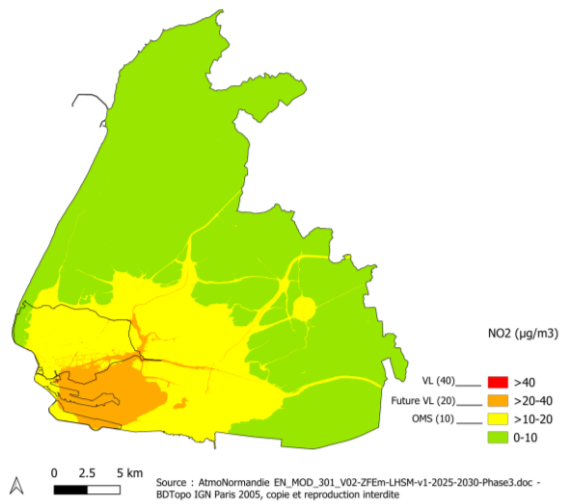 NO2 (µg/m3)
VL (40) >40
Future VL (20) >20-40
OMS (10) >10-20
0-10
0 2.5 5 km
Source : AtmoNormandie EN_MOD_301_V02-ZFEm-LHSM-v1-2025-2030-Phase3.doc -
BDTopo IGN Paris 2005, copie et reproduction interdite